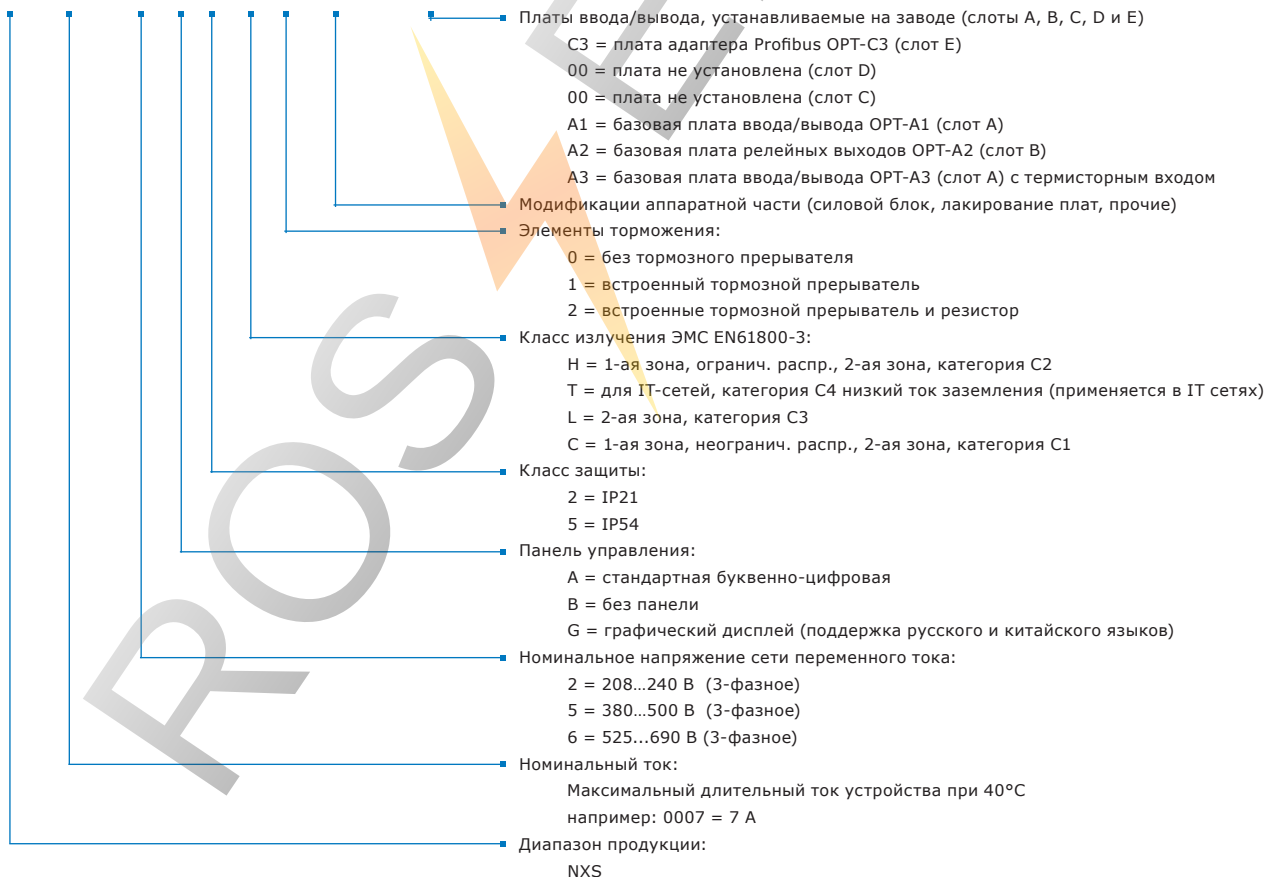 Платы ввода/вывода, устанавливаемые на заводе (слоты A, B, C, D и E)
C3 = плата адаптера Profibus OPT-C3 (слот E)
00 = плата не установлена (слот D)
00 = плата не установлена (слот C)
A1 = базовая плата ввода/вывода OPT-A1 (слот A)
A2 = базовая плата релейных выходов OPT-A2 (слот B)
A3 = базовая плата ввода/вывода OPT-A3 (слот A) с термисторным входом
Модификации аппаратной части (силовой блок, лакирование плат, прочие)
Элементы торможения:
0 = без тормозного прерывателя
1 = встроенный тормозной прерыватель
2 = встроенные тормозной прерыватель и резистор
Класс излучения ЭМС EN61800-3:
H = 1-ая зона, огранич. распр., 2-ая зона, категория C2
T = для IT-сетей, категория C4 низкий ток заземления (применяется в IT сетях)
L = 2-ая зона, категория C3
C = 1-ая зона, неогранич. распр., 2-ая зона, категория C1
Класс защиты:
2 = IP21
5 = IP54
Панель управления:
A = стандартная буквенно-цифровая
B = без панели
G = графический дисплей (поддержка русского и китайского языков)
Номинальное напряжение сети переменного тока:
2 = 208…240 В (3-фазное)
5 = 380…500 В (3-фазное)
6 = 525...690 В (3-фазное)
Номинальный ток:
Максимальный длительный ток устройства при 40°C
например: 0007 = 7 А
Диапазон продукции:
NXS
ROS E